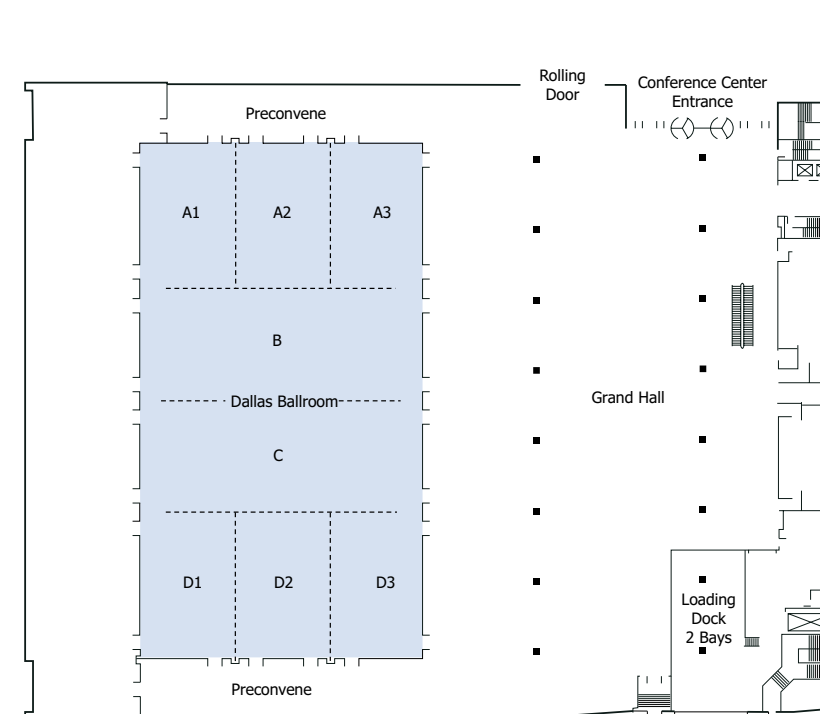 Rolling
Door
Conference Center
Entrance
Preconvene
A1
A2
A3
B
Dallas Ballroom
Grand Hall
C
D1
D2
D3
Loading
Dock
2 Bays
Preconvene